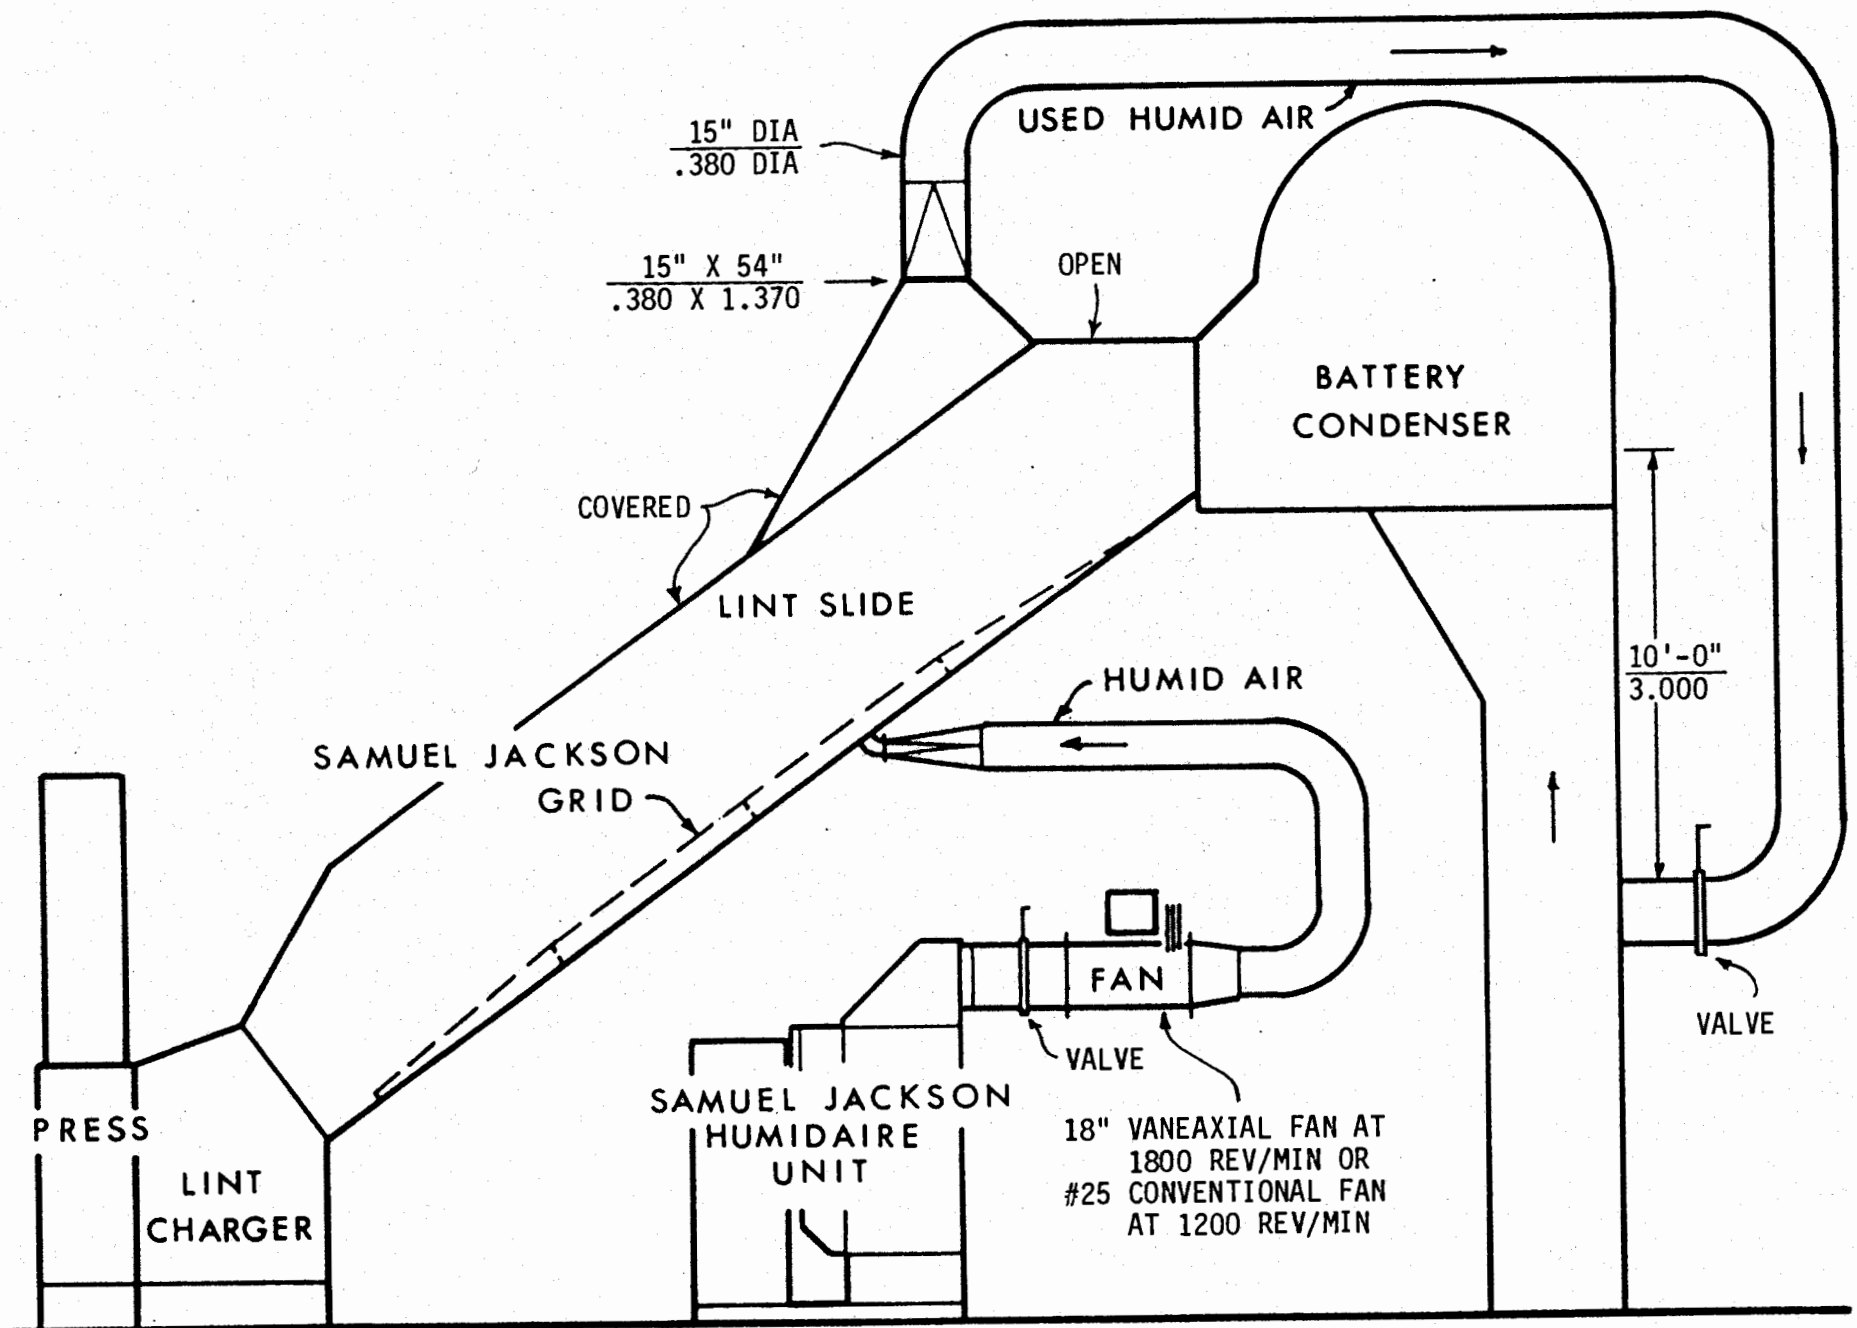 USED HUMID AIR
15" DIA
.380 DIA
15" X 54"
.380 X 1.370
OPEN
BATTERY
CONDENSER
COVERED
LINT SLIDE
10'-0"
3.000
HUMID AIR
SAMUEL JACKSON
GRID
FAN
VALVE
VALVE
PRESS
LINT
CHARGER
SAMUEL JACKSON
HUMIDAIRE
UNIT
18" VANEAXIAL FAN AT
1800 REV/MIN OR
#25 CONVENTIONAL FAN
AT 1200 REV/MIN